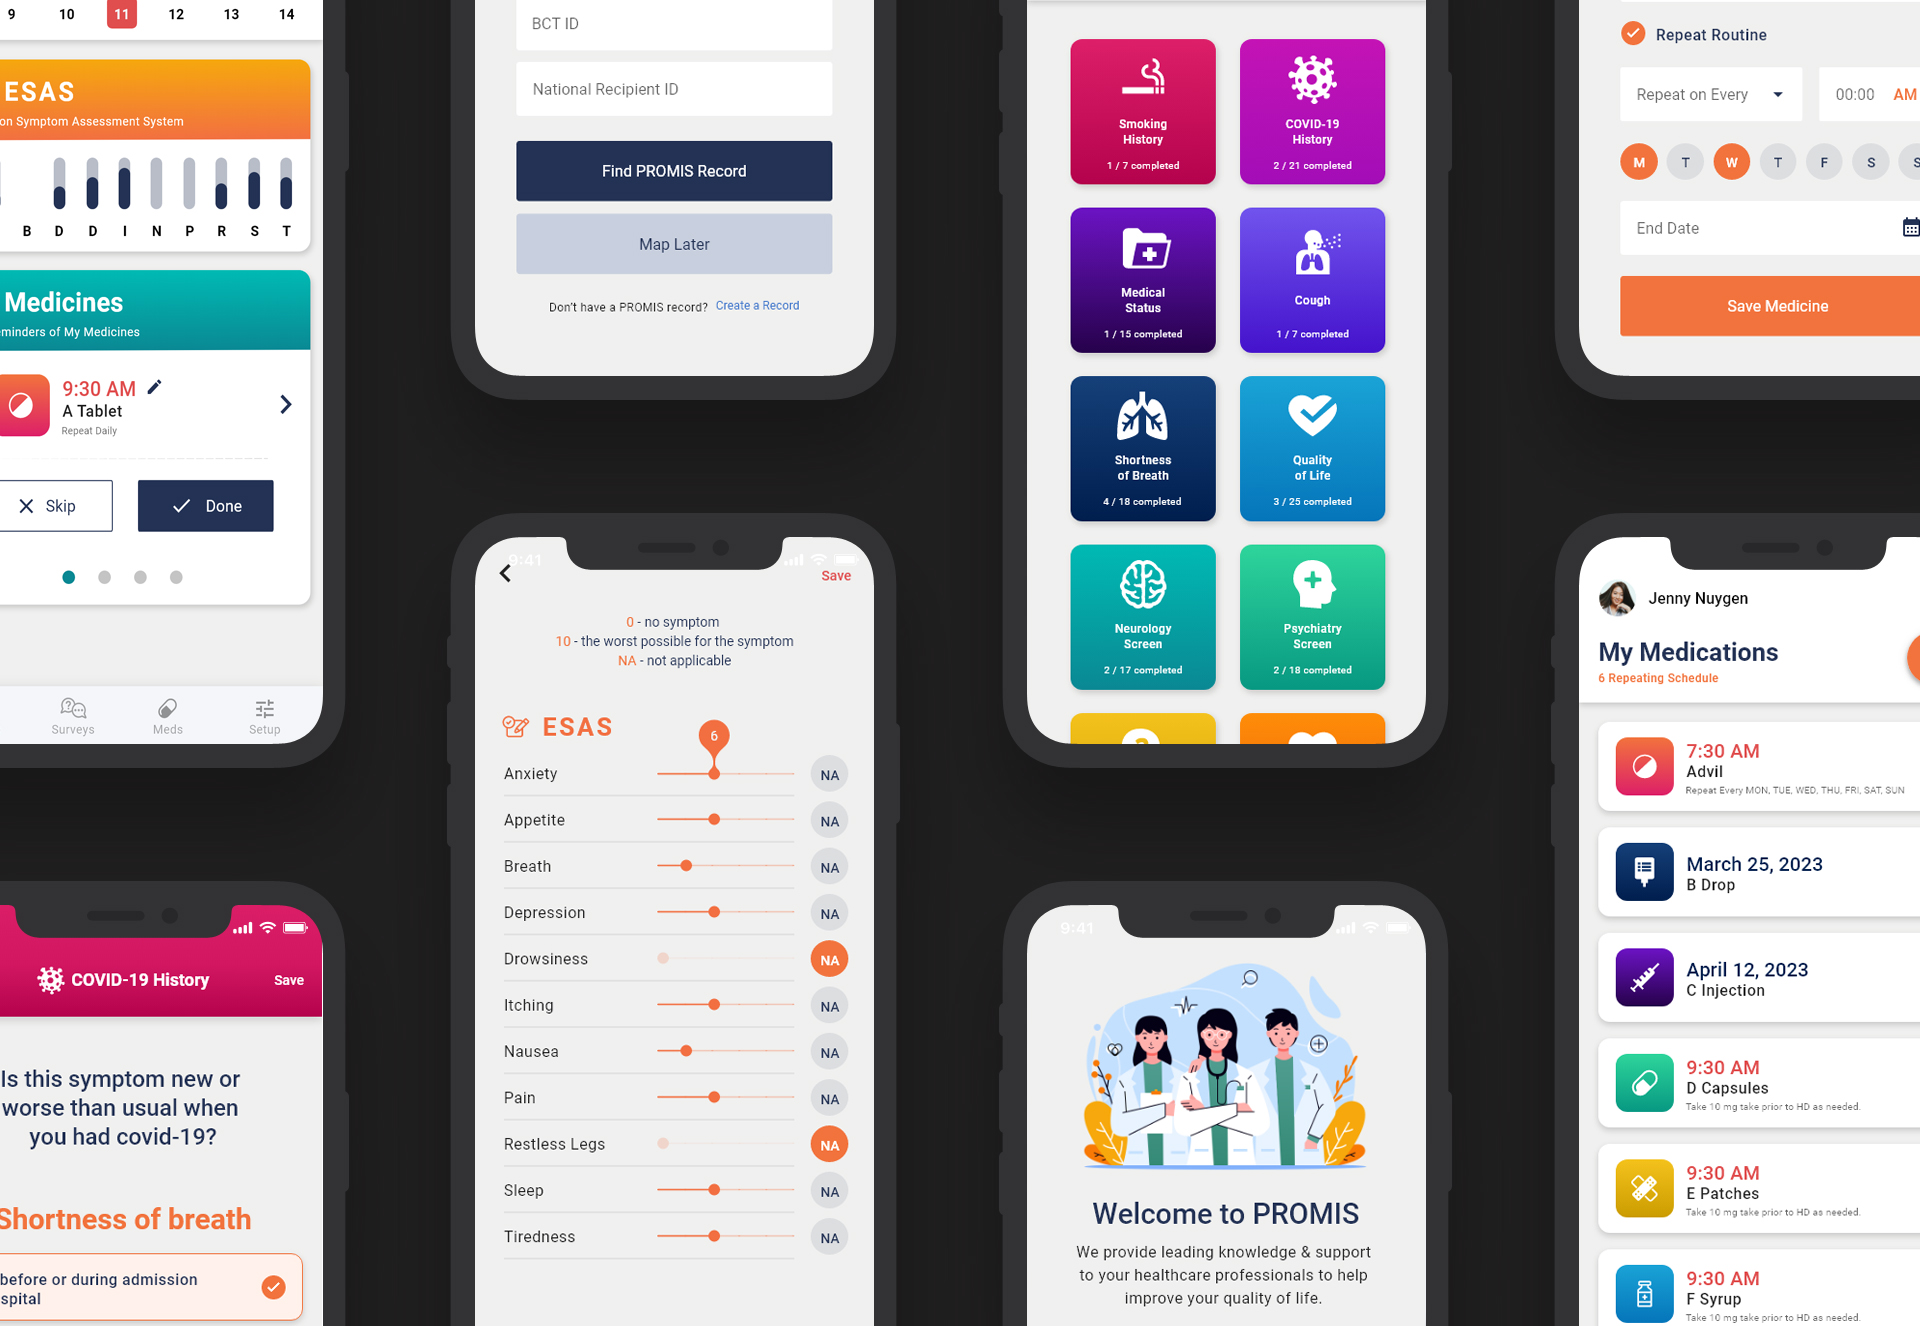 9 10 11 12 13 14
ESAS
on Symptom Assessment System
B D D I N P R S T
Medicines
minders of My Medicines
9:30 AM
A Tablet
Repeat Daily
Skip
Done
Surveys
Meds
Setup
COVID-19 History
Save
Is this symptom new or
worse than usual when
you had covid-19?
Shortness of breath
before or during admission
spital
BCT ID
National Recipient ID
Find PROMIS Record
Map Later
Don't have a PROMIS record? Create a Record
9:41
Save
0 - no symptom
10 - the worst possible for the symptom
NA - not applicable
ESAS
6
Anxiety NA
Appetite NA
Breath NA
Depression NA
Drowsiness NA
Itching NA
Nausea NA
Pain NA
Restless Legs NA
Sleep NA
Tiredness NA
Smoking
History
1 / 7 completed
COVID-19
History
2 / 21 completed
Medical
Status
1 / 15 completed
Cough
1 / 7 completed
Shortness
of Breath
4 / 18 completed
Quality
of Life
3 / 25 completed
Neurology
Screen
2 / 17 completed
Psychiatry
Screen
2 / 18 completed
9:41
Welcome to PROMIS
We provide leading knowledge & support
to your healthcare professionals to help
improve your quality of life.
Repeat Routine
Repeat on Every
00:00 AM
M T W T F S S
End Date
Save Medicine
Jenny Nuygen
My Medications
6 Repeating Schedule
7:30 AM
Advil
Repeat Every MON, TUE, WED, THU, FRI, SAT, SUN
March 25, 2023
B Drop
April 12, 2023
C Injection
9:30 AM
D Capsules
Take 10 mg take prior to HD as needed.
9:30 AM
E Patches
Take 10 mg take prior to HD as needed.
9:30 AM
F Syrup
Take 10 mg take prior to HD as needed.